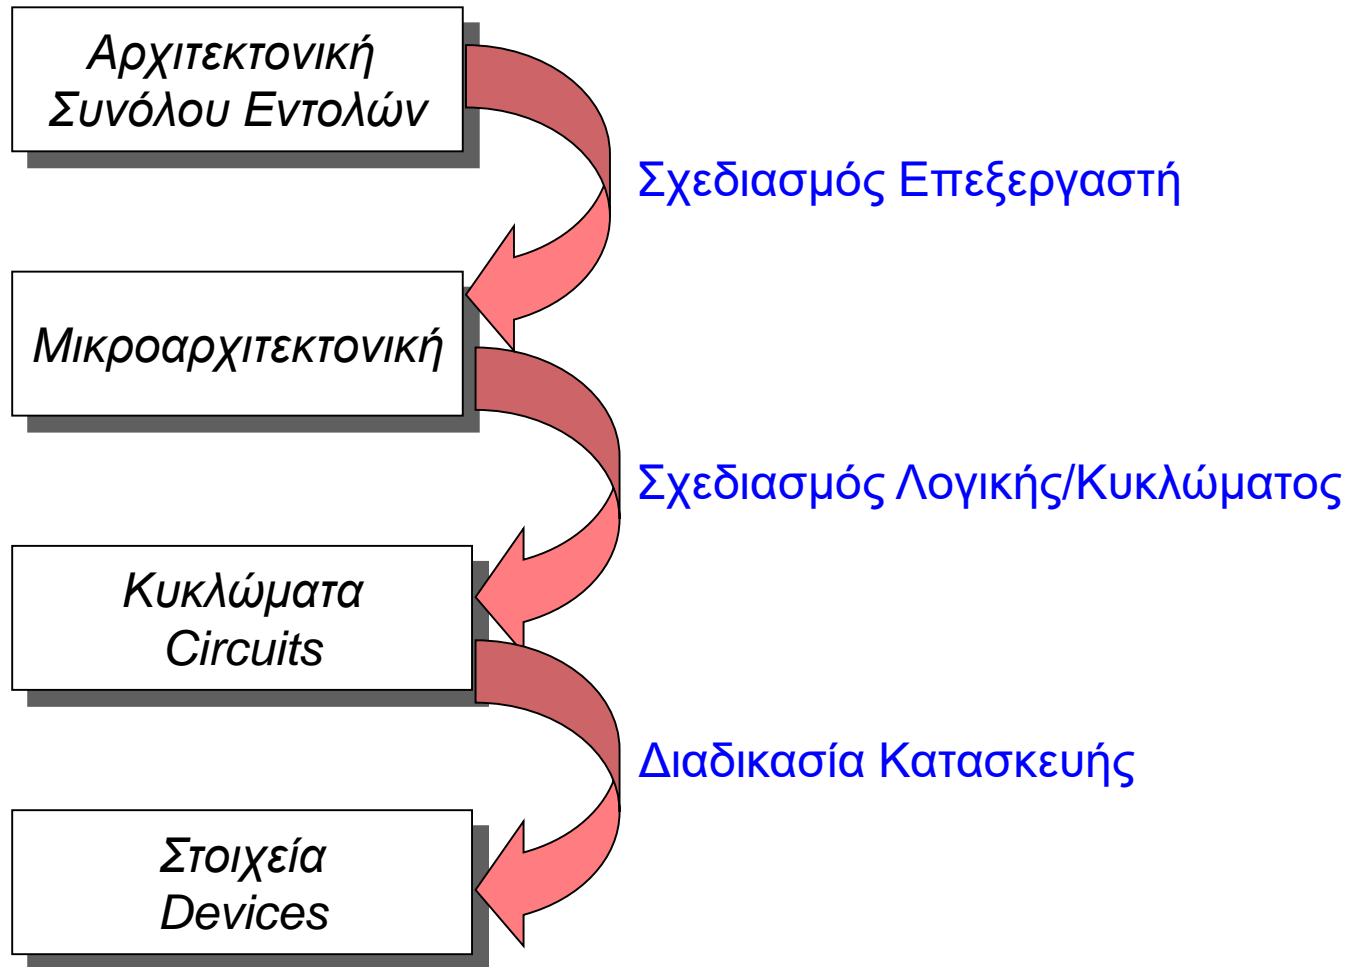 Αρχιτεκτονική
Συνόλου Εντολών
Σχεδιασμός Επεξεργαστή
Μικροαρχιτεκτονική
Σχεδιασμός Λογικής/Κυκλώματος
Κυκλώματα
Circuits
Διαδικασία Κατασκευής
Στοιχεία
Devices